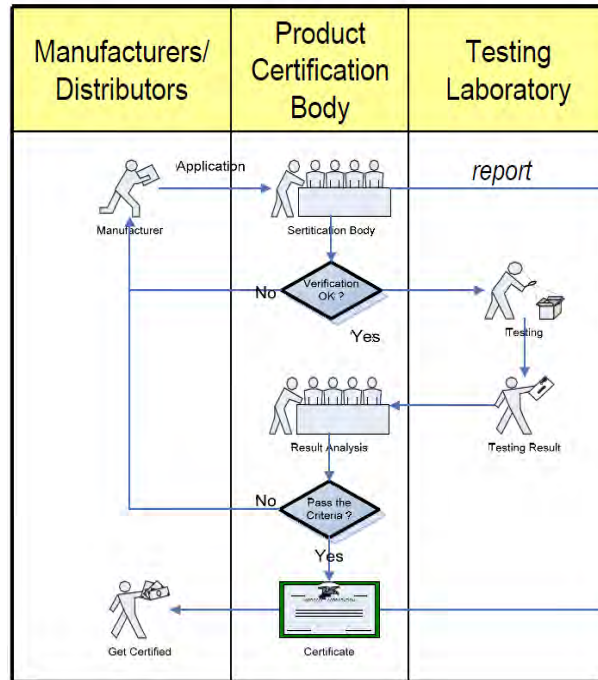 Manufacturers/
Distributors
Product
Certification
Body
Testing
Laboratory
Application
report
Manufacturer
Sertitication Body
Verification
OK ?
No
Yes
Testing
Result Analysis
Testing Result
Pass the
Criteria ?
No
Yes
Get Certified
Certificate